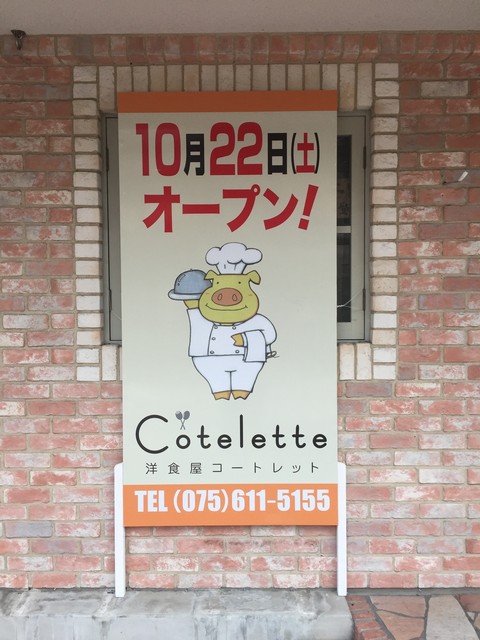 10月22日(土)
オープン!
Cotelette
洋食屋コートレット
TEL (075)611-5155